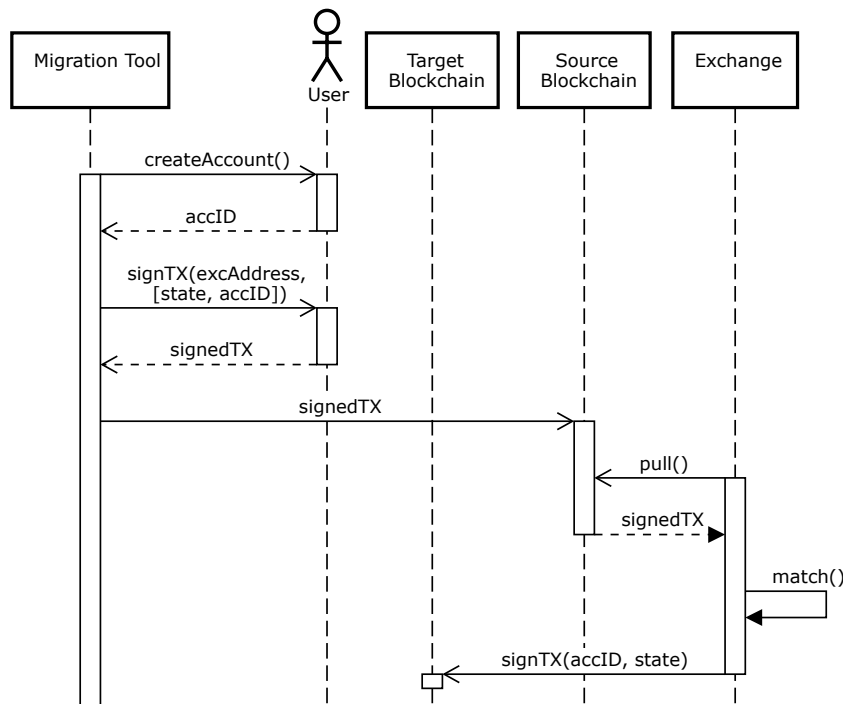 Migration Tool
User
Target
Blockchain
Source
Blockchain
Exchange
createAccount()
accID
signTX(excAddress,
[state, accID])
signedTX
signedTX
pull()
signedTX
match()
signTX(accID, state)